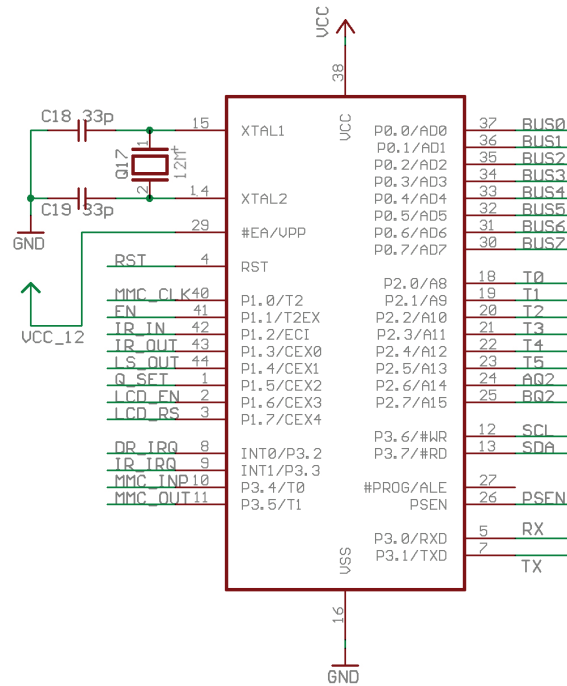 VCC
38
VCC
C18 33p
15 XTAL1
1
Q17
12M
+
2
14 XTAL2
C19 33p
GND
29 #EA/VPP
VCC_12
RST 4 RST
MMC_CLK 40 P1.0/T2
EN 41 P1.1/T2EX
IR_IN 42 P1.2/ECI
IR_OUT 43 P1.3/CEX0
LS_OUT 44 P1.4/CEX1
Q_SET 1 P1.5/CEX2
LCD_EN 2 P1.6/CEX3
LCD_RS 3 P1.7/CEX4
DR_IRQ 8 INT0/P3.2
IR_IRQ 9 INT1/P3.3
MMC_INP 10 P3.4/T0
MMC_OUT 11 P3.5/T1
P0.0/AD0 37 BUS0
P0.1/AD1 36 BUS1
P0.2/AD2 35 BUS2
P0.3/AD3 34 BUS3
P0.4/AD4 33 BUS4
P0.5/AD5 32 BUS5
P0.6/AD6 31 BUS6
P0.7/AD7 30 BUS7
P2.0/A8 18 T0
P2.1/A9 19 T1
P2.2/A10 20 T2
P2.3/A11 21 T3
P2.4/A12 22 T4
P2.5/A13 23 T5
P2.6/A14 24 AQ2
P2.7/A15 25 BQ2
P3.6/#WR 12 SCL
P3.7/#RD 13 SDA
#PROG/ALE 27
PSEN 26 PSEN
P3.0/RXD 5 RX
P3.1/TXD 7 TX
VSS
16
GND